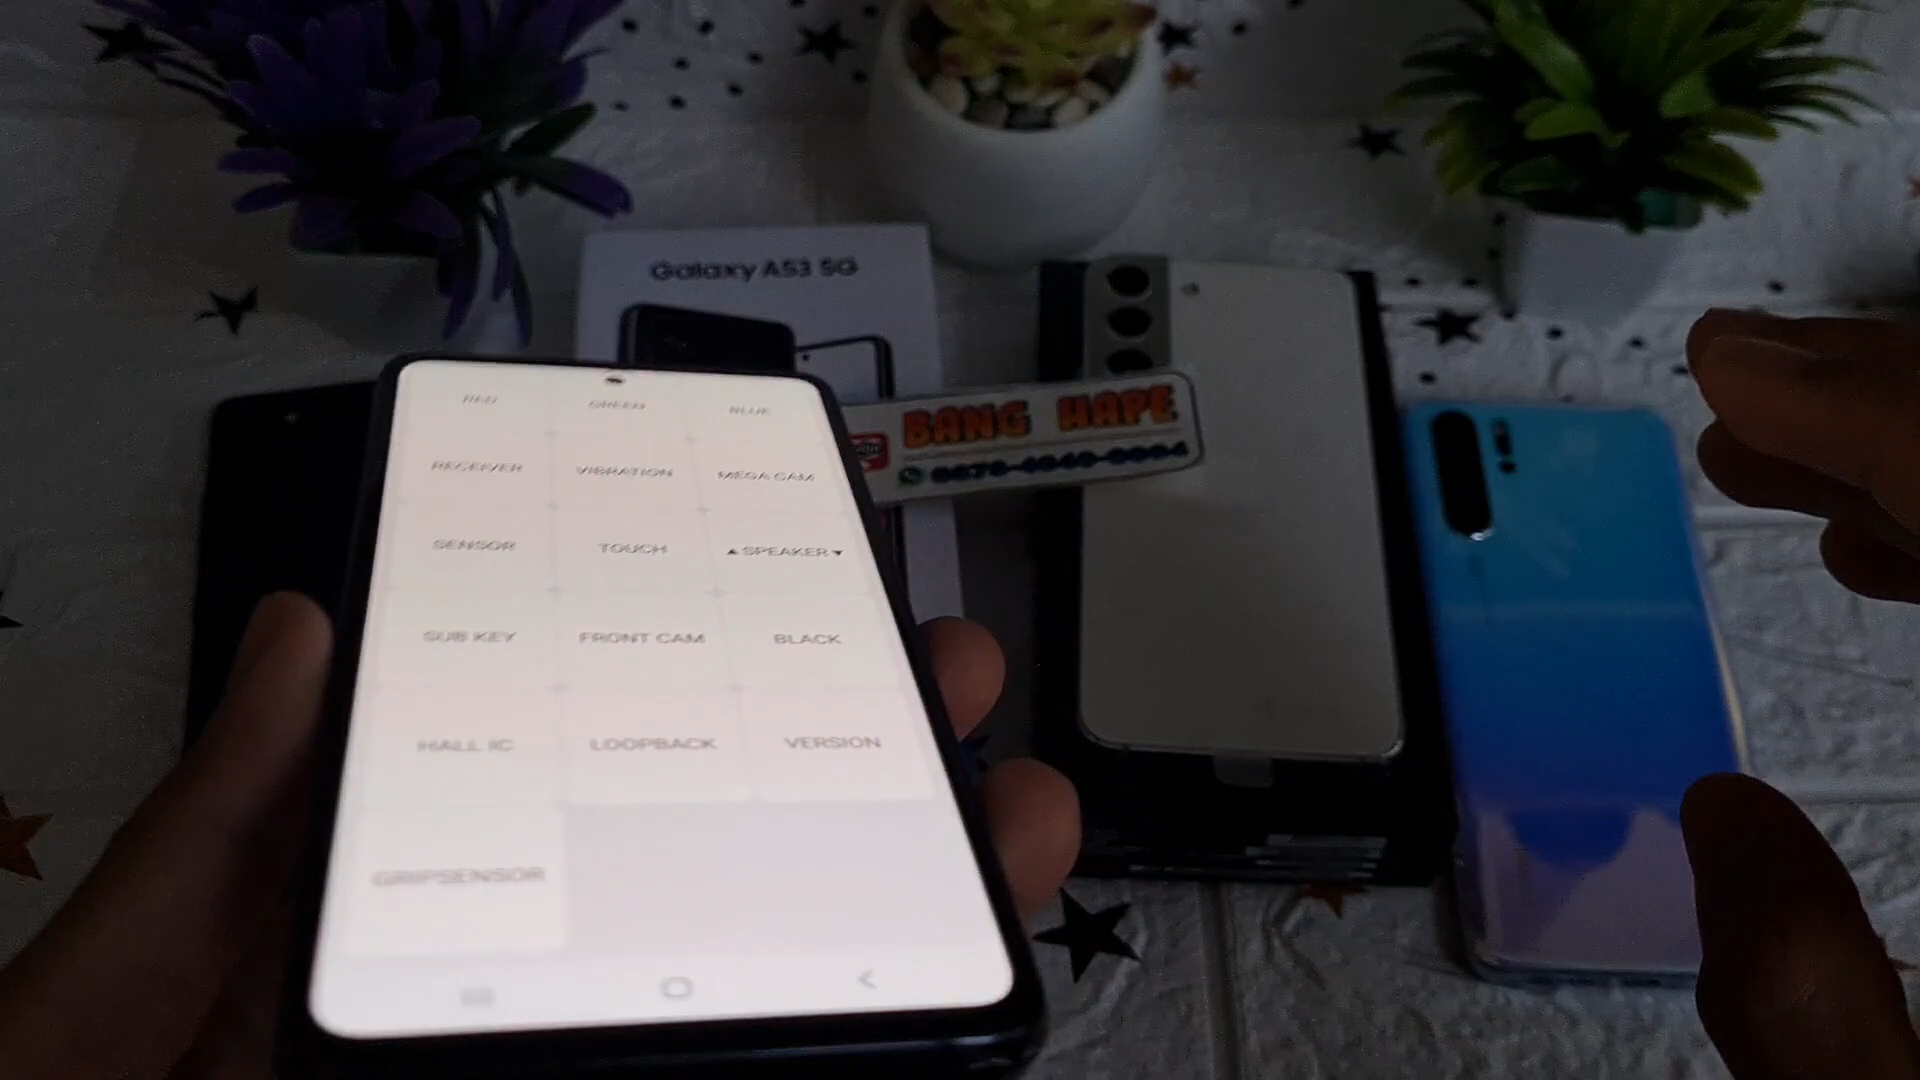 Galaxy A53 5G
BANG HAPE
RED GREEN BLUE
RECEIVER VIBRATION MEGA CAM
SENSOR TOUCH ▲SPEAKER▼
SUB KEY FRONT CAM BLACK
HALL IC LOOPBACK VERSION
GRIPSENSOR